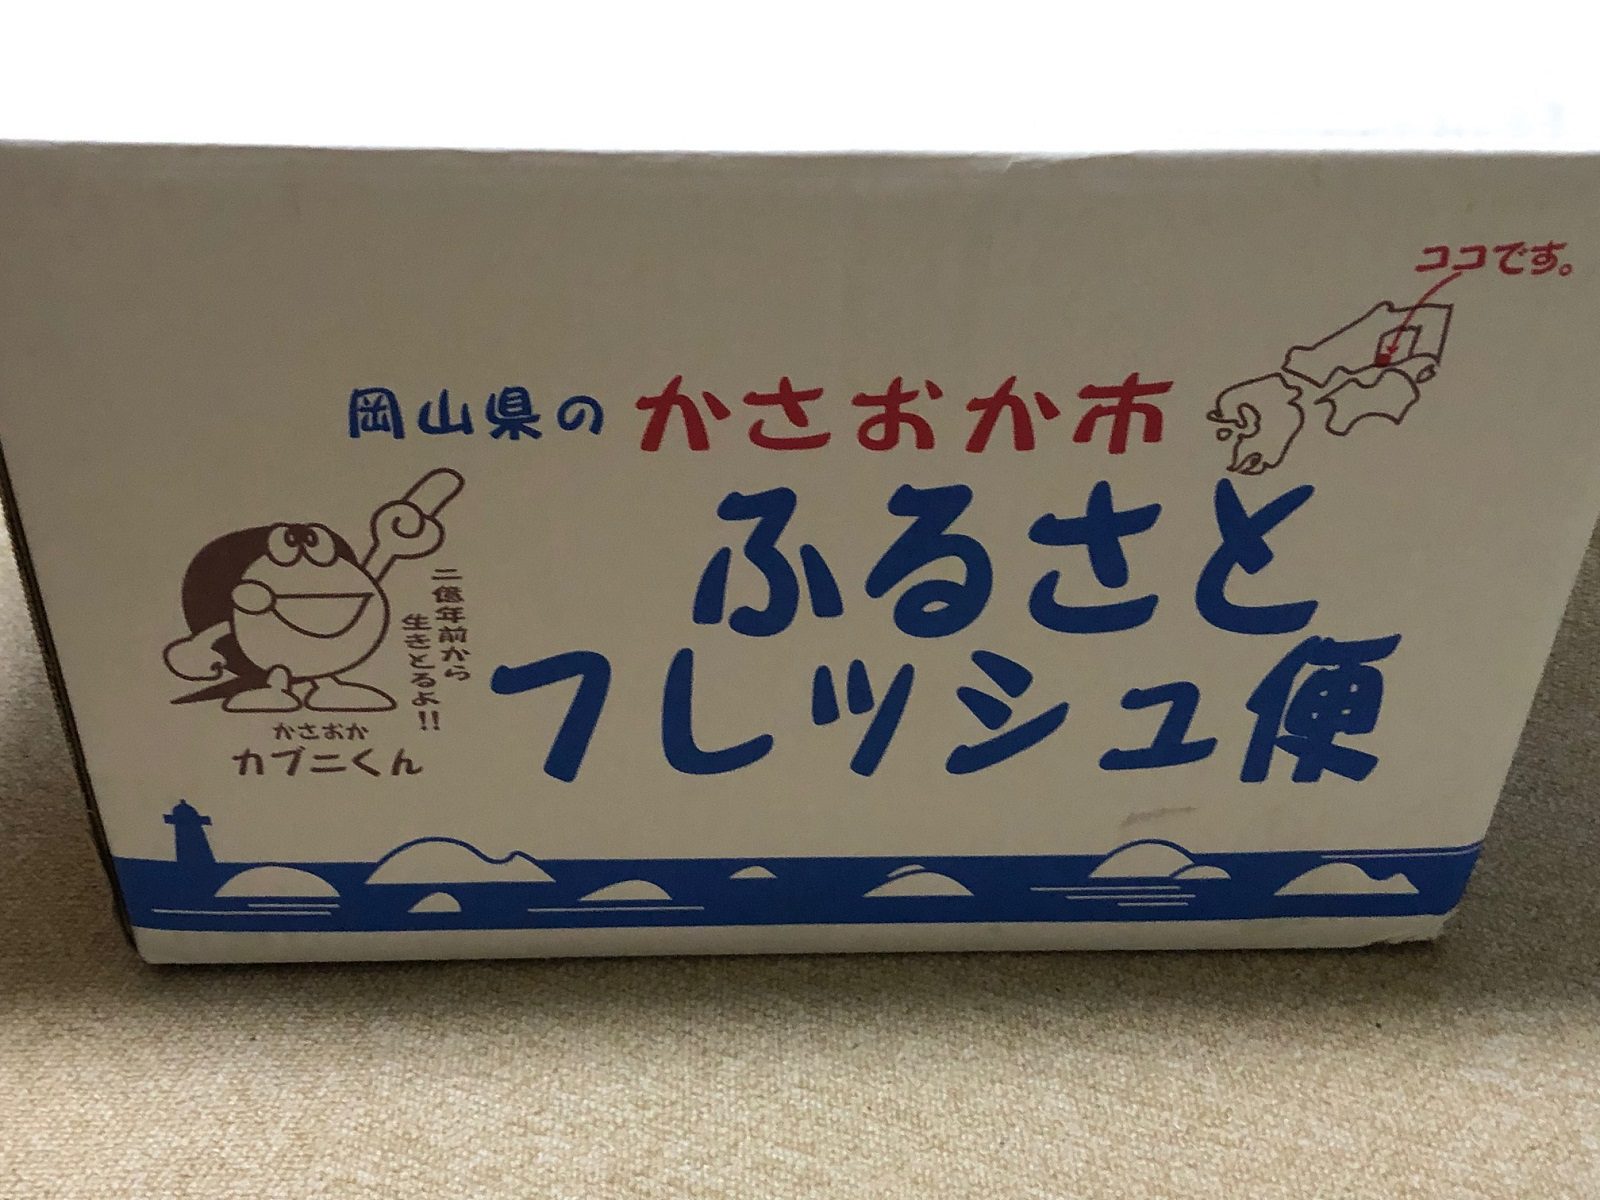 ココです。
岡山県の かさおか市
ふるさと
フレッシュ便
二億年前から
生きとるよ!!
かさおか
カブニくん